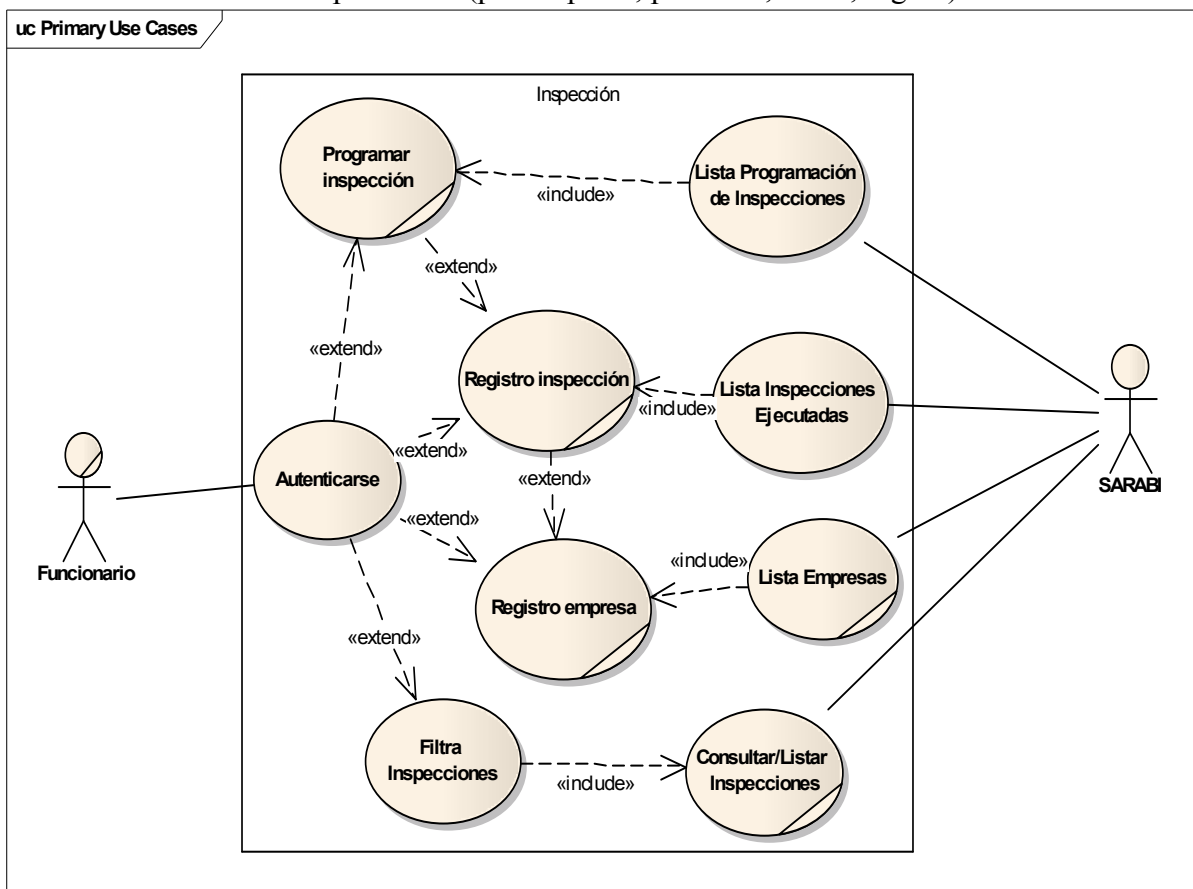 uc Primary Use Cases
Inspección
Programar
inspección
«include»
Lista Programación
de Inspecciones
«extend»
«extend»
Registro inspección
«include»
Lista Inspecciones
Ejecutadas
«extend»
Autenticarse
«extend»
SARABI
Funcionario
«extend»
Registro empresa
«include»
Lista Empresas
«extend»
Filtra
Inspecciones
«include»
Consultar/Listar
Inspecciones